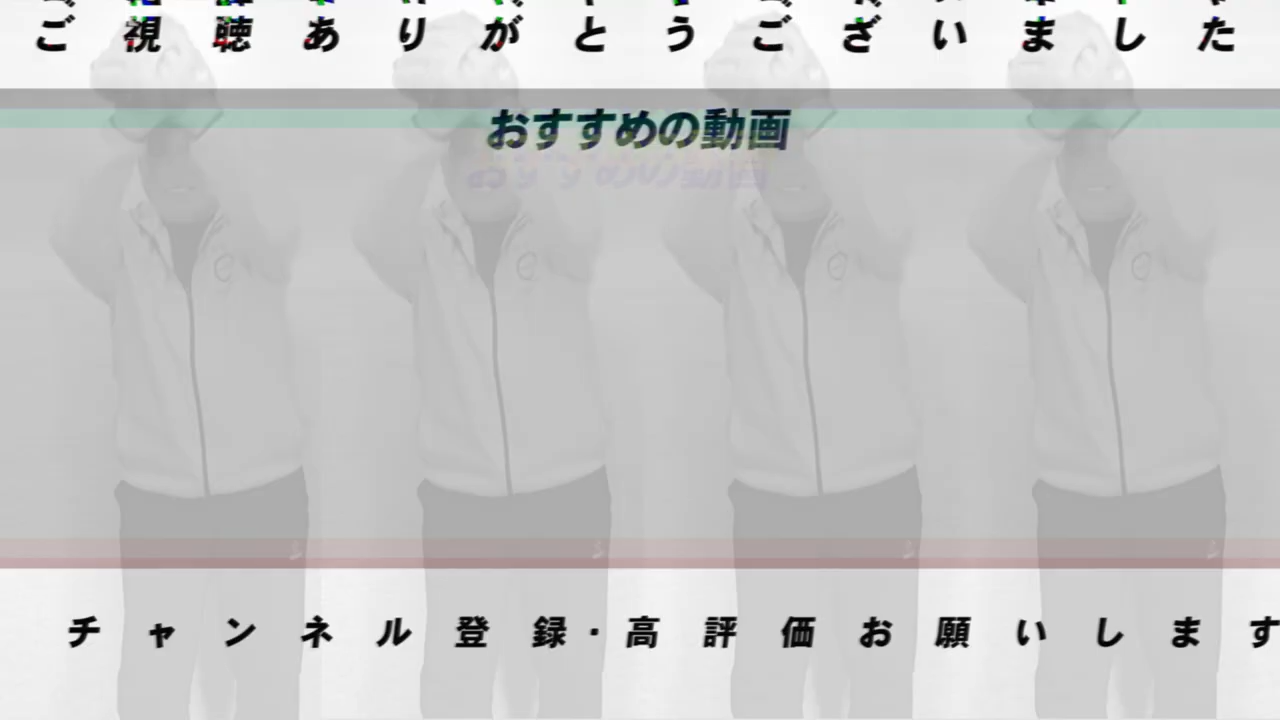 ご視聴ありがとうございました
おすすめの動画
チャンネル登録・高評価お願いします